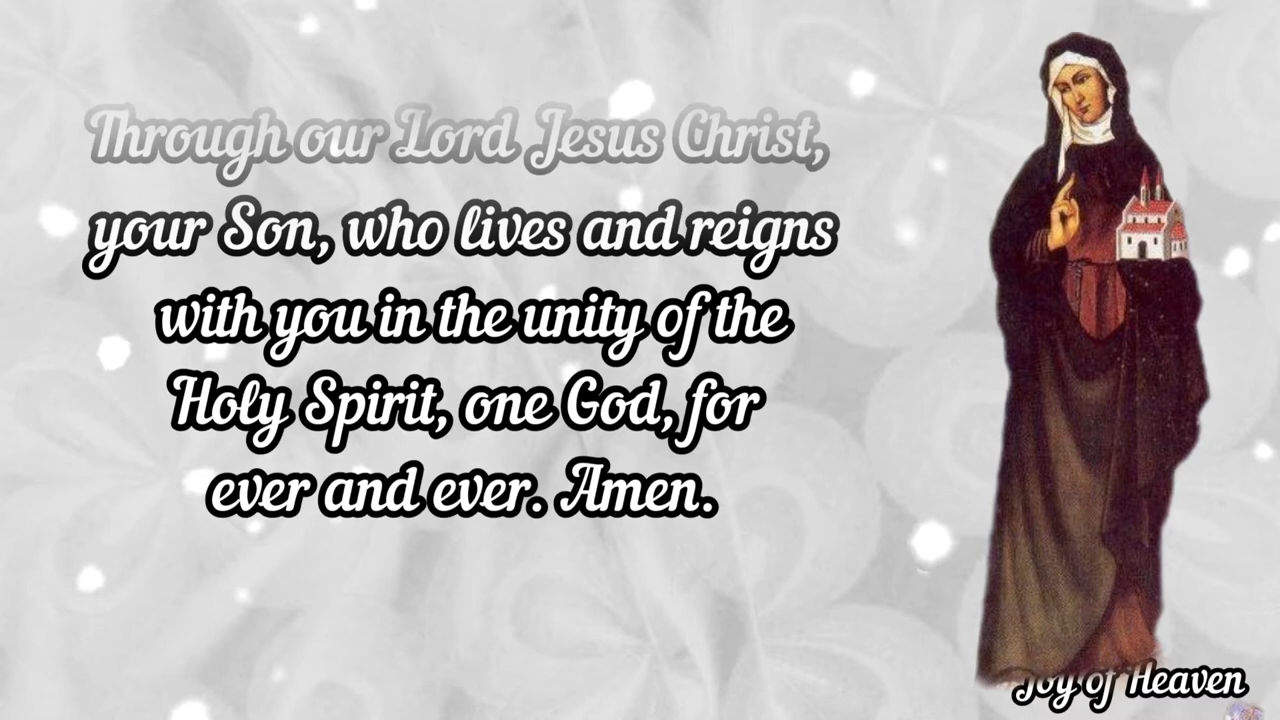 Through our Lord Jesus Christ,
your Son, who lives and reigns
with you in the unity of the
Holy Spirit, one God, for
ever and ever. Amen.
Joy of Heaven